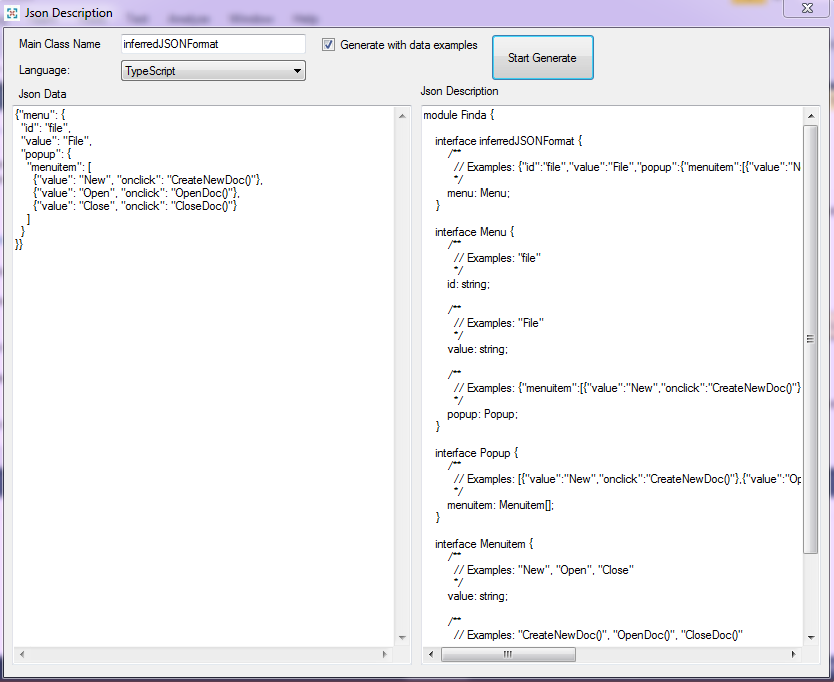 Json Description
Main Class Name
inferredJSONFormat
Generate with data examples
Start Generate
Language:
TypeScript
Json Data
{"menu": {
"id": "file",
"value": "File",
"popup": {
"menuitem": [
{"value": "New", "onclick": "CreateNewDoc()"},
{"value": "Open", "onclick": "OpenDoc()"},
{"value": "Close", "onclick": "CloseDoc()"}
]
}
}}
Json Description
module Finda {
interface inferredJSONFormat {
/**
// Examples: {"id":"file","value":"File","popup":{"menuitem":[{"value":"N
*/
menu: Menu;
}
interface Menu {
/**
// Examples: "file"
*/
id: string;
/**
// Examples: "File"
*/
value: string;
/**
// Examples: {"menuitem":[{"value":"New","onclick":"CreateNewDoc()"}
*/
popup: Popup;
}
interface Popup {
/**
// Examples: [{"value":"New","onclick":"CreateNewDoc()"},{"value":"Op
*/
menuitem: Menuitem[];
}
interface Menuitem {
/**
// Examples: "New", "Open", "Close"
*/
value: string;
/**
// Examples: "CreateNewDoc()", "OpenDoc()", "CloseDoc()"